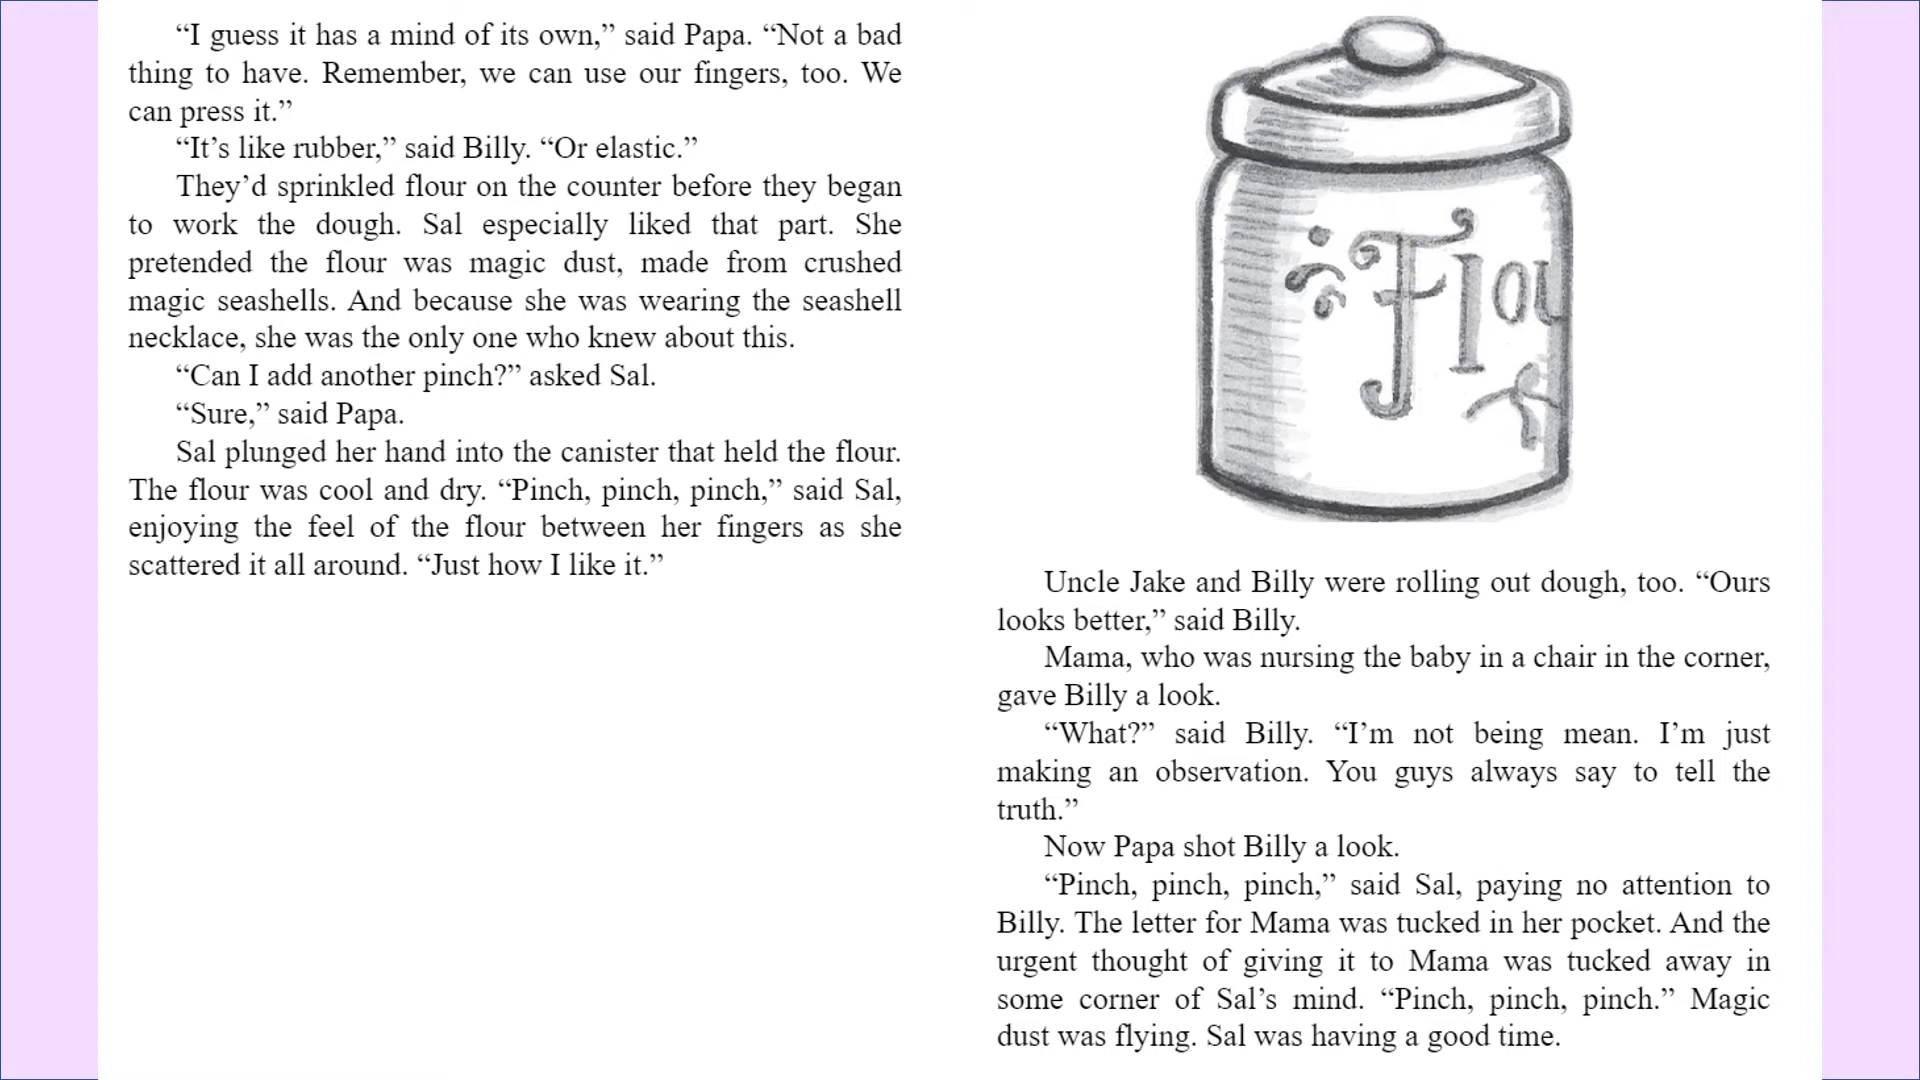 “I guess it has a mind of its own,” said Papa. “Not a bad
thing to have. Remember, we can use our fingers, too. We
can press it.”
“It’s like rubber,” said Billy. “Or elastic.”
They’d sprinkled flour on the counter before they began
to work the dough. Sal especially liked that part. She
pretended the flour was magic dust, made from crushed
magic seashells. And because she was wearing the seashell
necklace, she was the only one who knew about this.
“Can I add another pinch?” asked Sal.
“Sure,” said Papa.
Sal plunged her hand into the canister that held the flour.
The flour was cool and dry. “Pinch, pinch, pinch,” said Sal,
enjoying the feel of the flour between her fingers as she
scattered it all around. “Just how I like it.”
Flou
Uncle Jake and Billy were rolling out dough, too. “Ours
looks better,” said Billy.
Mama, who was nursing the baby in a chair in the corner,
gave Billy a look.
“What?” said Billy. “I’m not being mean. I’m just
making an observation. You guys always say to tell the
truth.”
Now Papa shot Billy a look.
“Pinch, pinch, pinch,” said Sal, paying no attention to
Billy. The letter for Mama was tucked in her pocket. And the
urgent thought of giving it to Mama was tucked away in
some corner of Sal’s mind. “Pinch, pinch, pinch.” Magic
dust was flying. Sal was having a good time.